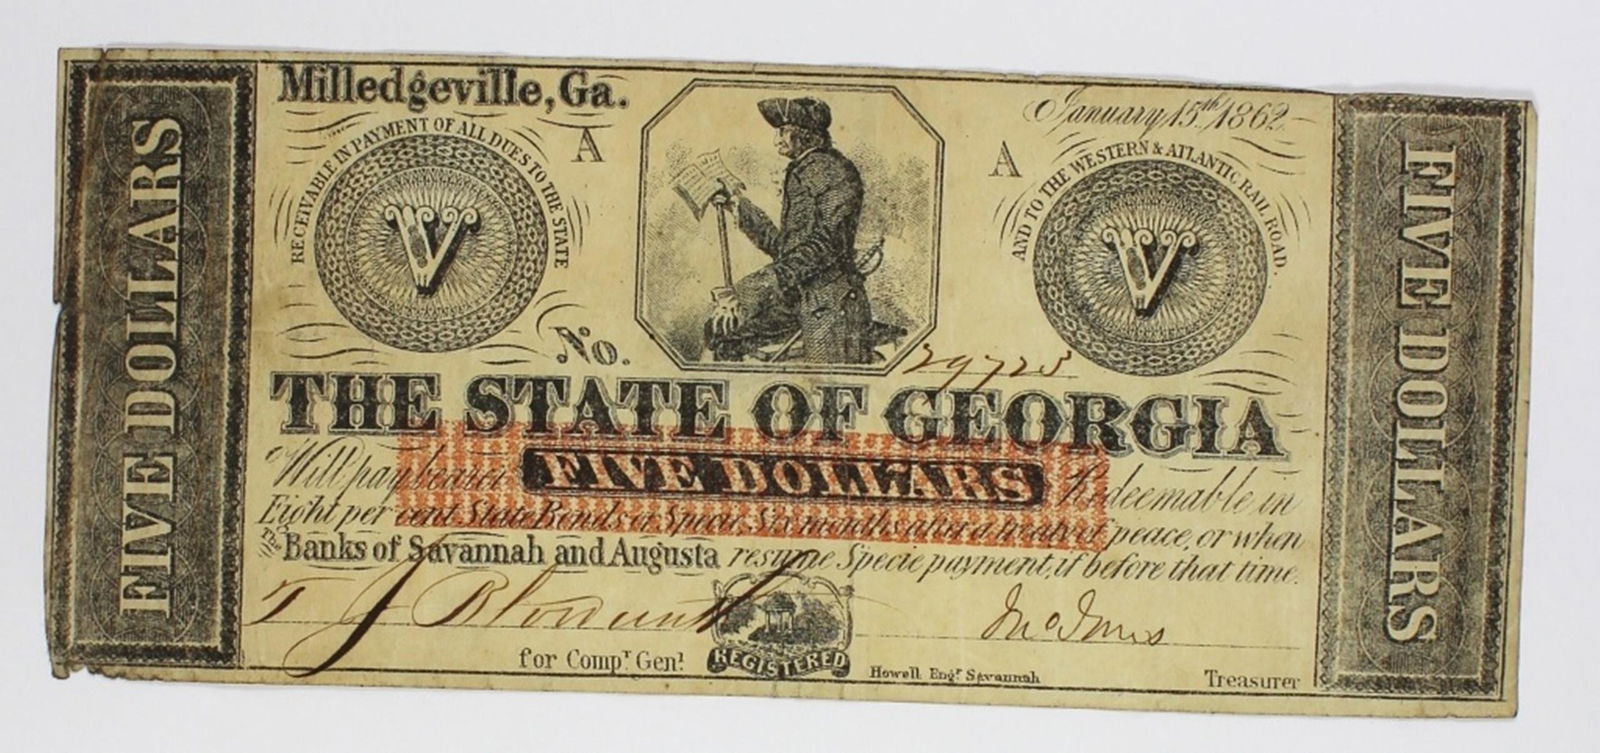 FIVE DOLLARS
Milledgeville, Ga.
January 15th 1862
A
A
RECEIVABLE IN PAYMENT OF ALL DUES TO THE STATE
AND TO THE WESTERN & ATLANTIC RAIL ROAD.
V
V
No. 29725
THE STATE OF GEORGIA
Will pay bearer FIVE DOLLARS Redeemable in
Eight per cent State Bonds or Specie, Six months after a treaty of peace, or when
The Banks of Savannah and Augusta resume Specie payment, if before that time.
T J
for Compr Genl
REGISTERED
Howell Engr Savannah
Jno Jones
Treasurer
FIVE DOLLARS